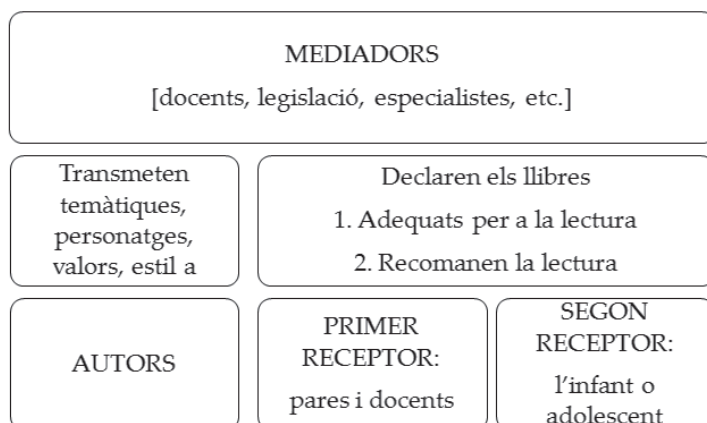 MEDIADORS
[docents, legislació, especialistes, etc.]
Transmeten
temàtiques,
personatges,
valors, estil a
Declaren els llibres
1. Adequats per a la lectura
2. Recomanen la lectura
AUTORS
PRIMER
RECEPTOR:
pares i docents
SEGON
RECEPTOR:
l’infant o
adolescent